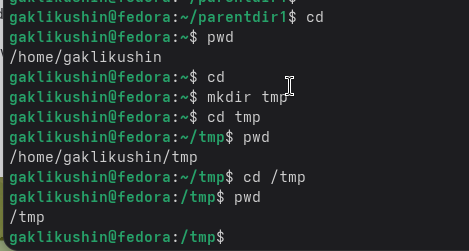 gaklikushin@fedora:~/parentdir1$ cd
gaklikushin@fedora:~$ pwd
/home/gaklikushin
gaklikushin@fedora:~$ cd
gaklikushin@fedora:~$ mkdir tmp
gaklikushin@fedora:~$ cd tmp
gaklikushin@fedora:~/tmp$ pwd
/home/gaklikushin/tmp
gaklikushin@fedora:~/tmp$ cd /tmp
gaklikushin@fedora:/tmp$ pwd
/tmp
gaklikushin@fedora:/tmp$